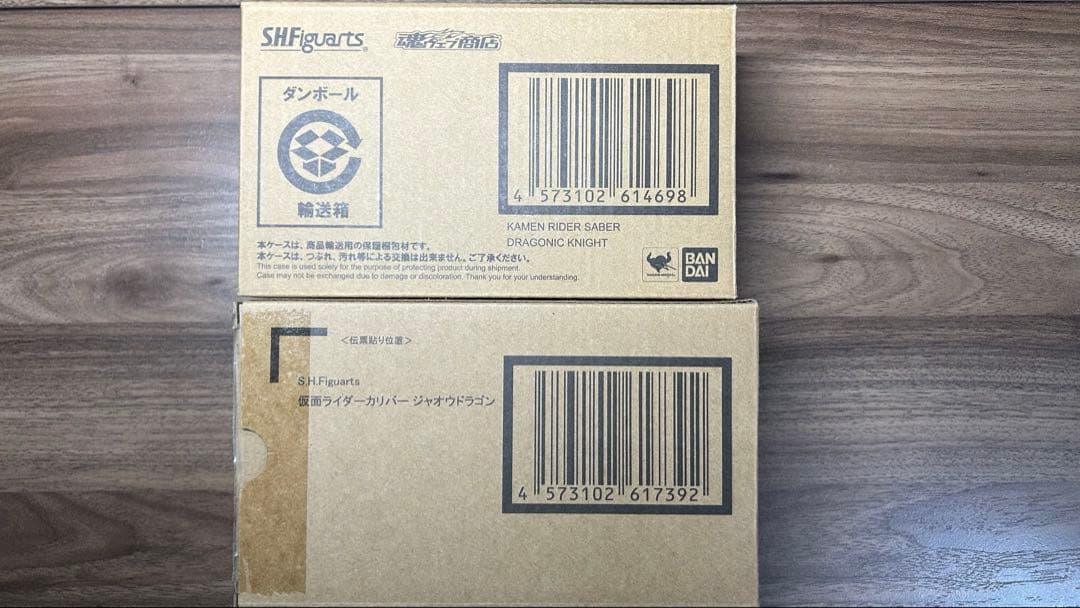 S.H.Figuarts
魂ウェブ商店
ダンボール
輸送箱
4 573102 614698
KAMEN RIDER SABER
DRAGONIC KNIGHT
本ケースは、商品輸送用の保護梱包材です。
本ケースは、つぶれ、汚れ等による交換は出来ません。ご了承ください。
This case is used solely for the purpose of protecting product during shipment.
Case may not be exchanged due to damage or discoloration. Thank you for your understanding.
BAN
DAI
＜伝票貼り位置＞
S.H.Figuarts
仮面ライダーカリバー ジャオウドラゴン
4 573102 617392